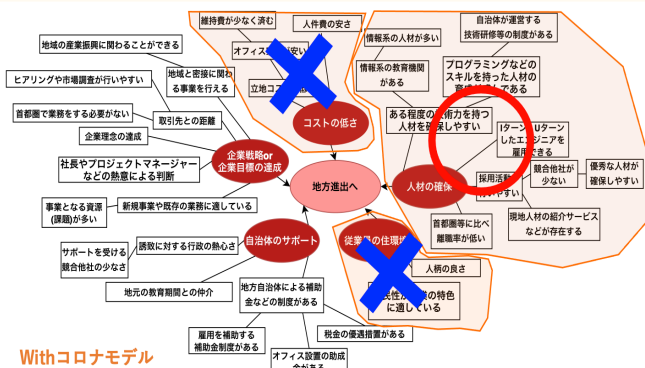 維持費が少なく済む
人件費の安さ
オフィス
が安い
立地コス
コストの低さ
地域の産業振興に関わることができる
ヒアリングや市場調査が行いやすい
地域と密接に関わ
る事業を行える
首都圏で業務をする必要がない
取引先との距離
企業理念の達成
社長やプロジェクトマネージャー
などの熱意による判断
企業戦略or
企業目標の達成
事業となる資源
(課題)が多い
新規事業や既存の業務に適している
地方進出へ
情報系の人材が多い
情報系の教育機関
がある
自治体が運営する
技術研修等の制度がある
プログラミングなどの
スキルを持った人材の
である
ある程度の技術力を持つ
人材を確保しやすい
Iターン、Uターン
したエンジニアを
雇用できる
人材の確保
採用活動
いやすい
競合他社が
少ない
優秀な人材が
確保しやすい
首都圏等に比べ
離職率が低い
現地人材の紹介サービス
などが存在する
自治体のサポート
誘致に対する行政の熱心さ
サポートを受ける
競合他社の少なさ
地元の教育期間との仲介
地方自治体による補助
金などの制度がある
雇用を補助する
補助金制度がある
オフィス設置の助成
金がある
税金の優遇措置がある
従業員の住環境
人柄の良さ
民性が
の特色
に適している
Withコロナモデル